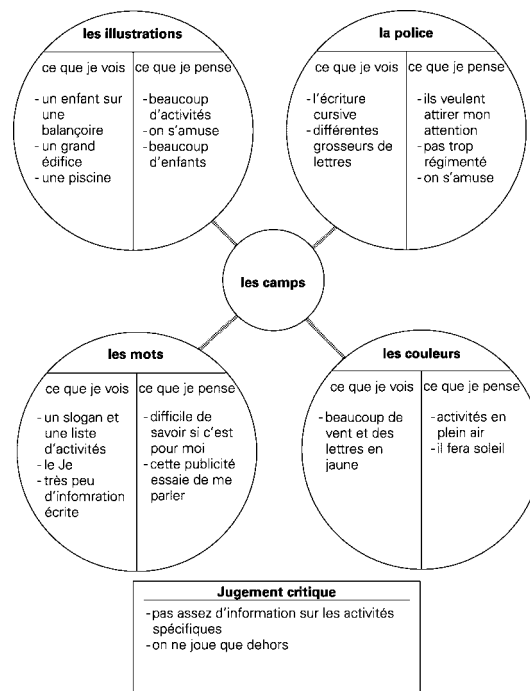 les illustrations
ce que je vois
- un enfant sur
une
balançoire
- un grand
édifice
- une piscine
ce que je pense
- beaucoup
d'activités
- on s'amuse
- beaucoup
d'enfants
la police
ce que je vois
- l'écriture
cursive
- différentes
grosseurs de
lettres
ce que je pense
- ils veulent
attirer mon
attention
- pas trop
régimenté
- on s'amuse
les camps
les mots
ce que je vois
- un slogan et
une liste
d'activités
- le Je
- très peu
d'infomration
écrite
ce que je pense
- difficile de
savoir si c'est
pour moi
- cette publicité
essaie de me
parler
les couleurs
ce que je vois
- beaucoup de
vent et des
lettres en
jaune
ce que je pense
- activités en
plein air
- il fera soleil
Jugement critique
- pas assez d'information sur les activités
spécifiques
- on ne joue que dehors